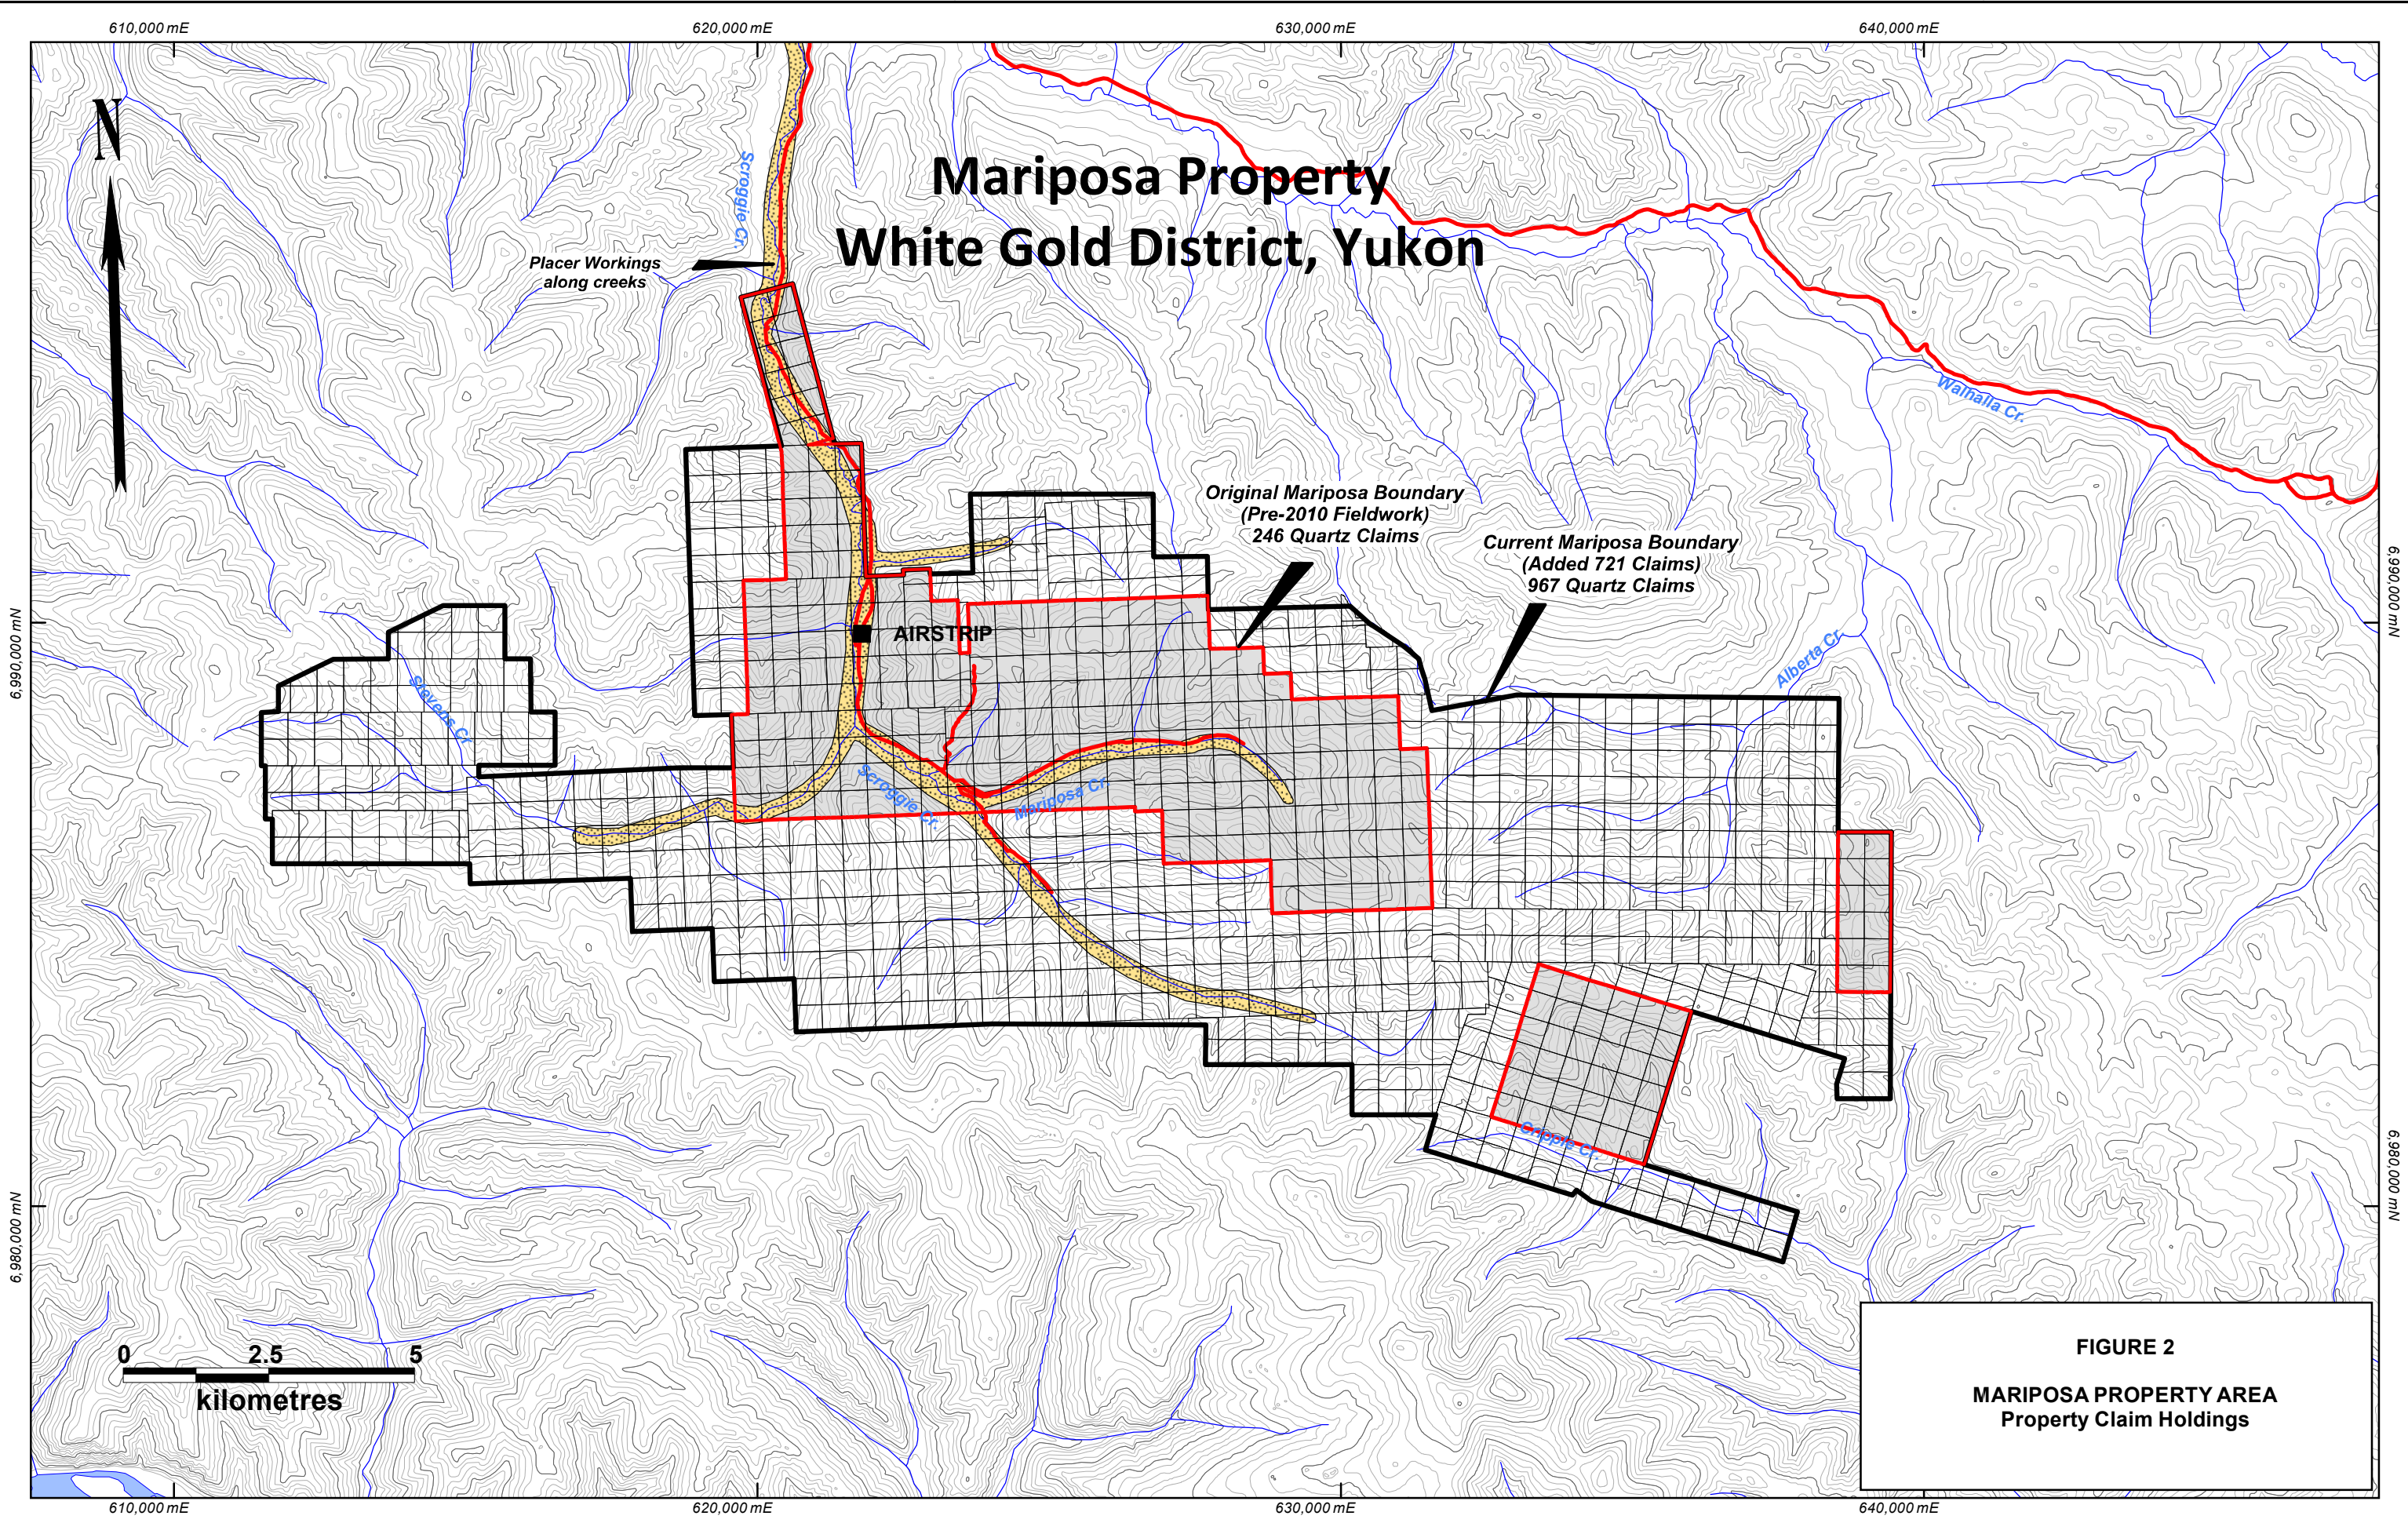 610,000 mE
620,000 mE
630,000 mE
640,000 mE
N
Mariposa Property
White Gold District, Yukon
Scroggie Cr.
Placer Workings
along creeks
Walhalla Cr.
Original Mariposa Boundary
(Pre-2010 Fieldwork)
246 Quartz Claims
Current Mariposa Boundary
(Added 721 Claims)
967 Quartz Claims
6,990,000 mN
6,990,000 mN
AIRSTRIP
Alberta Cr.
Stevens Cr
Scroggie Cr.
Mariposa Cr.
Cripple Cr.
6,980,000 mN
6,980,000 mN
0 2.5 5
kilometres
FIGURE 2
MARIPOSA PROPERTY AREA
Property Claim Holdings
610,000 mE
620,000 mE
630,000 mE
640,000 mE